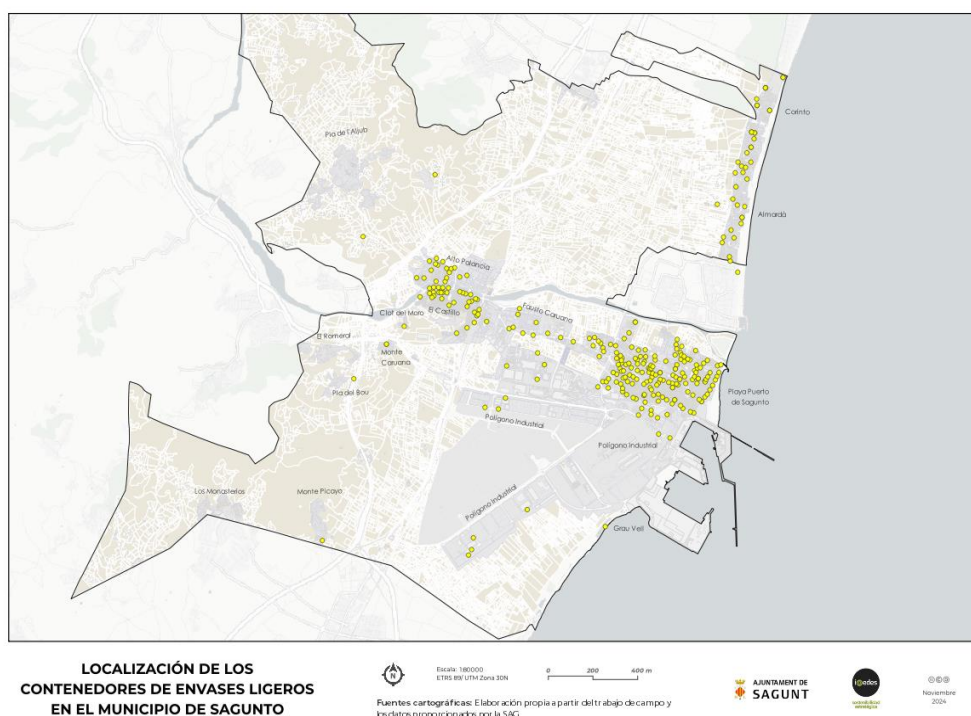 Corinto
Pla de l'Aljub
Almardà
Alto Palancia
Clot del Moro
El Castillo
Fausto Caruana
El Romeral
Monte
Caruana
Pla del Bou
Playa Puerto
de Sagunto
Polígono Industrial
Polígono Industrial
Los Monasterios
Monte Picayo
Polígono Industrial
Grau Vell
LOCALIZACIÓN DE LOS
CONTENEDORES DE ENVASES LIGEROS
EN EL MUNICIPIO DE SAGUNTO
Escala: 1:80000
ETRS 89/ UTM Zona 30N
0 200 400 m
Fuentes cartográficas: Elaboración propia a partir del trabajo de campo y
los datos proporcionados por la SAG
AJUNTAMENT DE
SAGUNT
Noviembre
2024